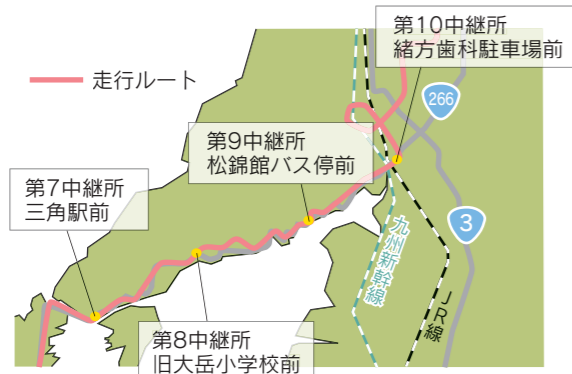 第10中継所
緒方歯科駐車場前
走行ルート
266
第9中継所
松錦館バス停前
第7中継所
三角駅前
3
九州新幹線
JR線
第8中継所
旧大岳小学校前